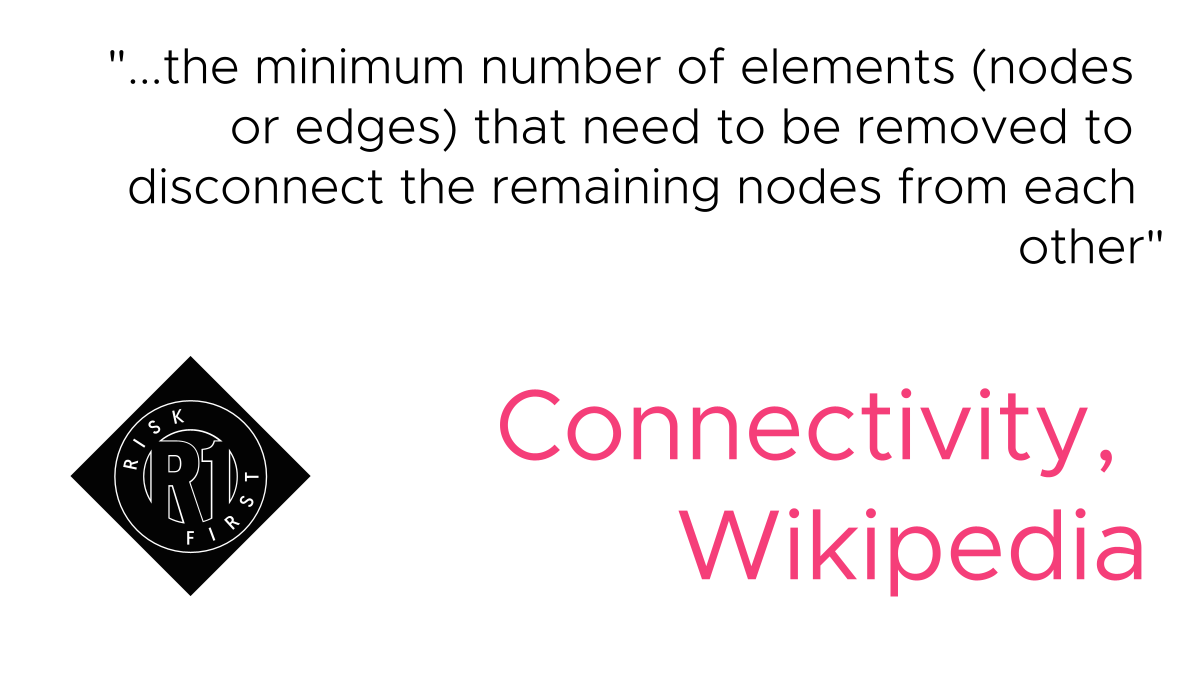 "...the minimum number of elements (nodes
or edges) that need to be removed to
disconnect the remaining nodes from each
other"
Connectivity,
Wikipedia
RISK
R1
FIRST